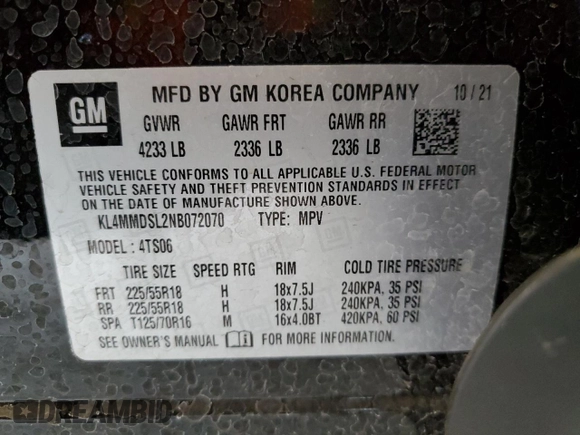 GM
MFD BY GM KOREA COMPANY 10/21
GVWR GAWR FRT GAWR RR
4233 LB 2336 LB 2336 LB
THIS VEHICLE CONFORMS TO ALL APPLICABLE U.S. FEDERAL MOTOR
VEHICLE SAFETY AND THEFT PREVENTION STANDARDS IN EFFECT
ON THE DATE OF MANUFACTURE SHOWN ABOVE.
KL4MMDSL2NB072070 TYPE: MPV
MODEL: 4TS06
TIRE SIZE SPEED RTG RIM COLD TIRE PRESSURE
FRT 225/55R18 H 18x7.5J 240KPA, 35 PSI
RR 225/55R18 H 18x7.5J 240KPA, 35 PSI
SPA T125/70R16 M 16x4.0BT 420KPA, 60 PSI
SEE OWNER'S MANUAL FOR MORE INFORMATION
DREAMBID